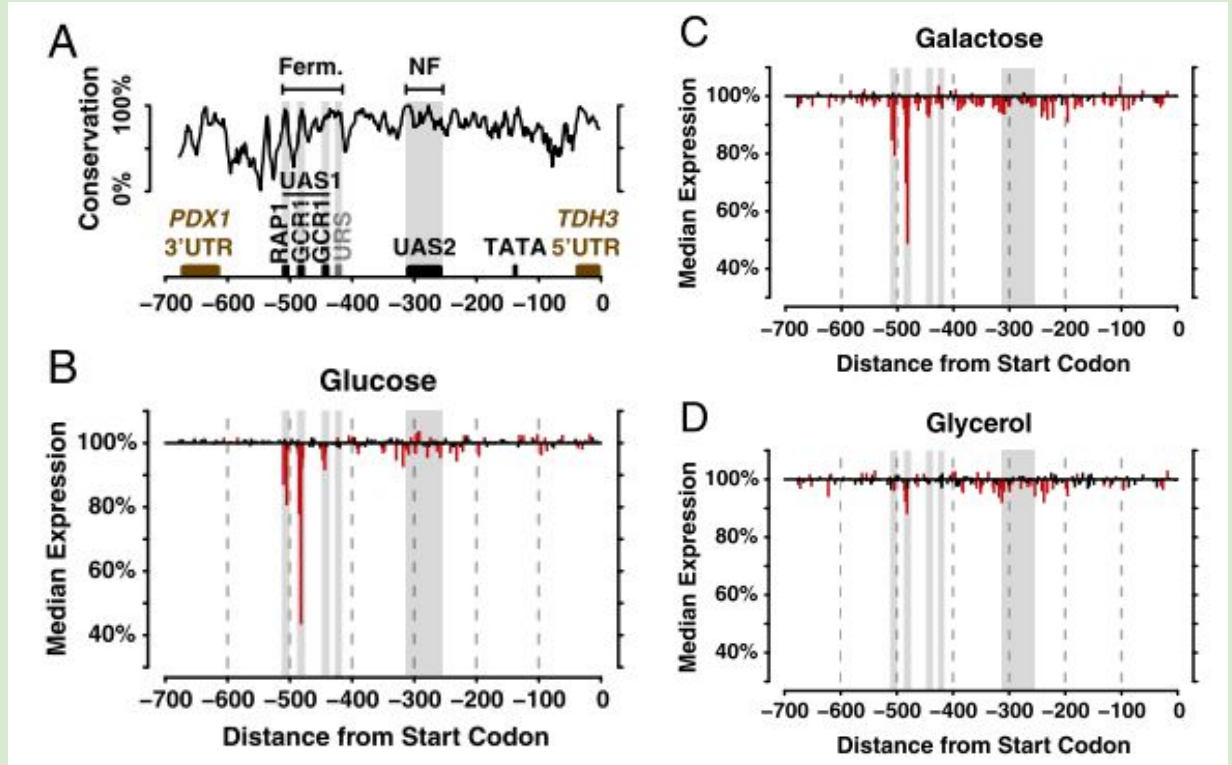 A
Ferm. NF
Conservation
0% 100%
UAS1
PDX1
3'UTR
RAP1
GCR1
GCR1
URS
UAS2
TATA
TDH3
5'UTR
−700 −600 −500 −400 −300 −200 −100 0
B
Glucose
Median Expression
100%
80%
60%
40%
−700 −600 −500 −400 −300 −200 −100 0
Distance from Start Codon
C
Galactose
Median Expression
100%
80%
60%
40%
−700 −600 −500 −400 −300 −200 −100 0
Distance from Start Codon
D
Glycerol
Median Expression
100%
80%
60%
40%
−700 −600 −500 −400 −300 −200 −100 0
Distance from Start Codon